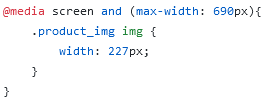 @media screen and (max-width: 690px){
    .product_img img {
        width: 227px;
    }
}